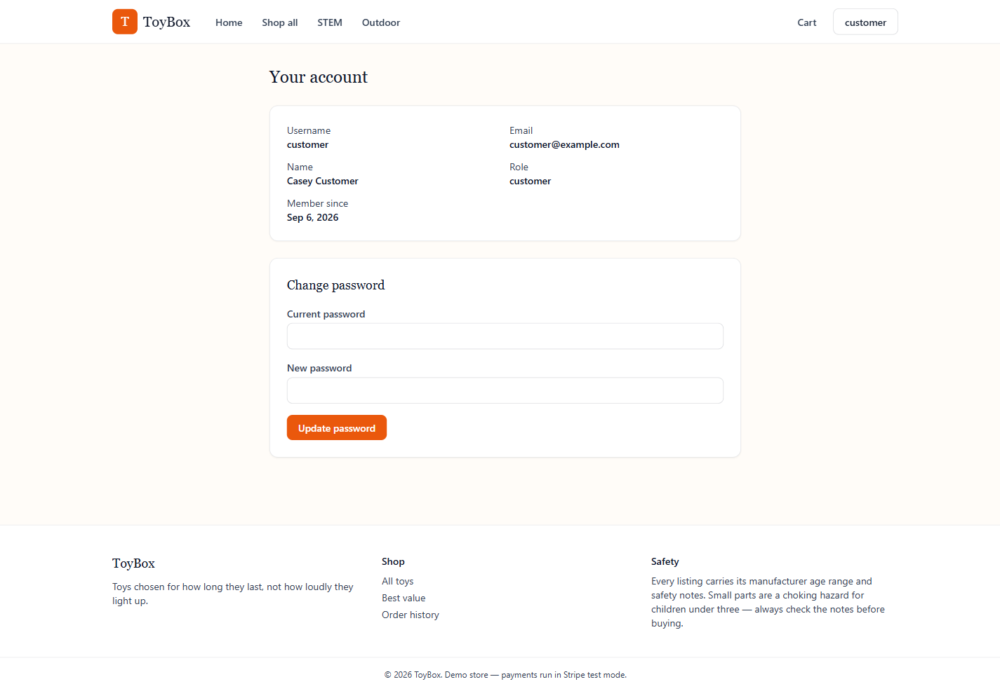 T ToyBox Home Shop all STEM Outdoor Cart customer
Your account
Username
customer
Email
customer@example.com
Name
Casey Customer
Role
customer
Member since
Sep 6, 2026
Change password
Current password
New password
Update password
ToyBox
Toys chosen for how long they last, not how loudly they
light up.
Shop
All toys
Best value
Order history
Safety
Every listing carries its manufacturer age range and
safety notes. Small parts are a choking hazard for
children under three — always check the notes before
buying.
© 2026 ToyBox. Demo store — payments run in Stripe test mode.